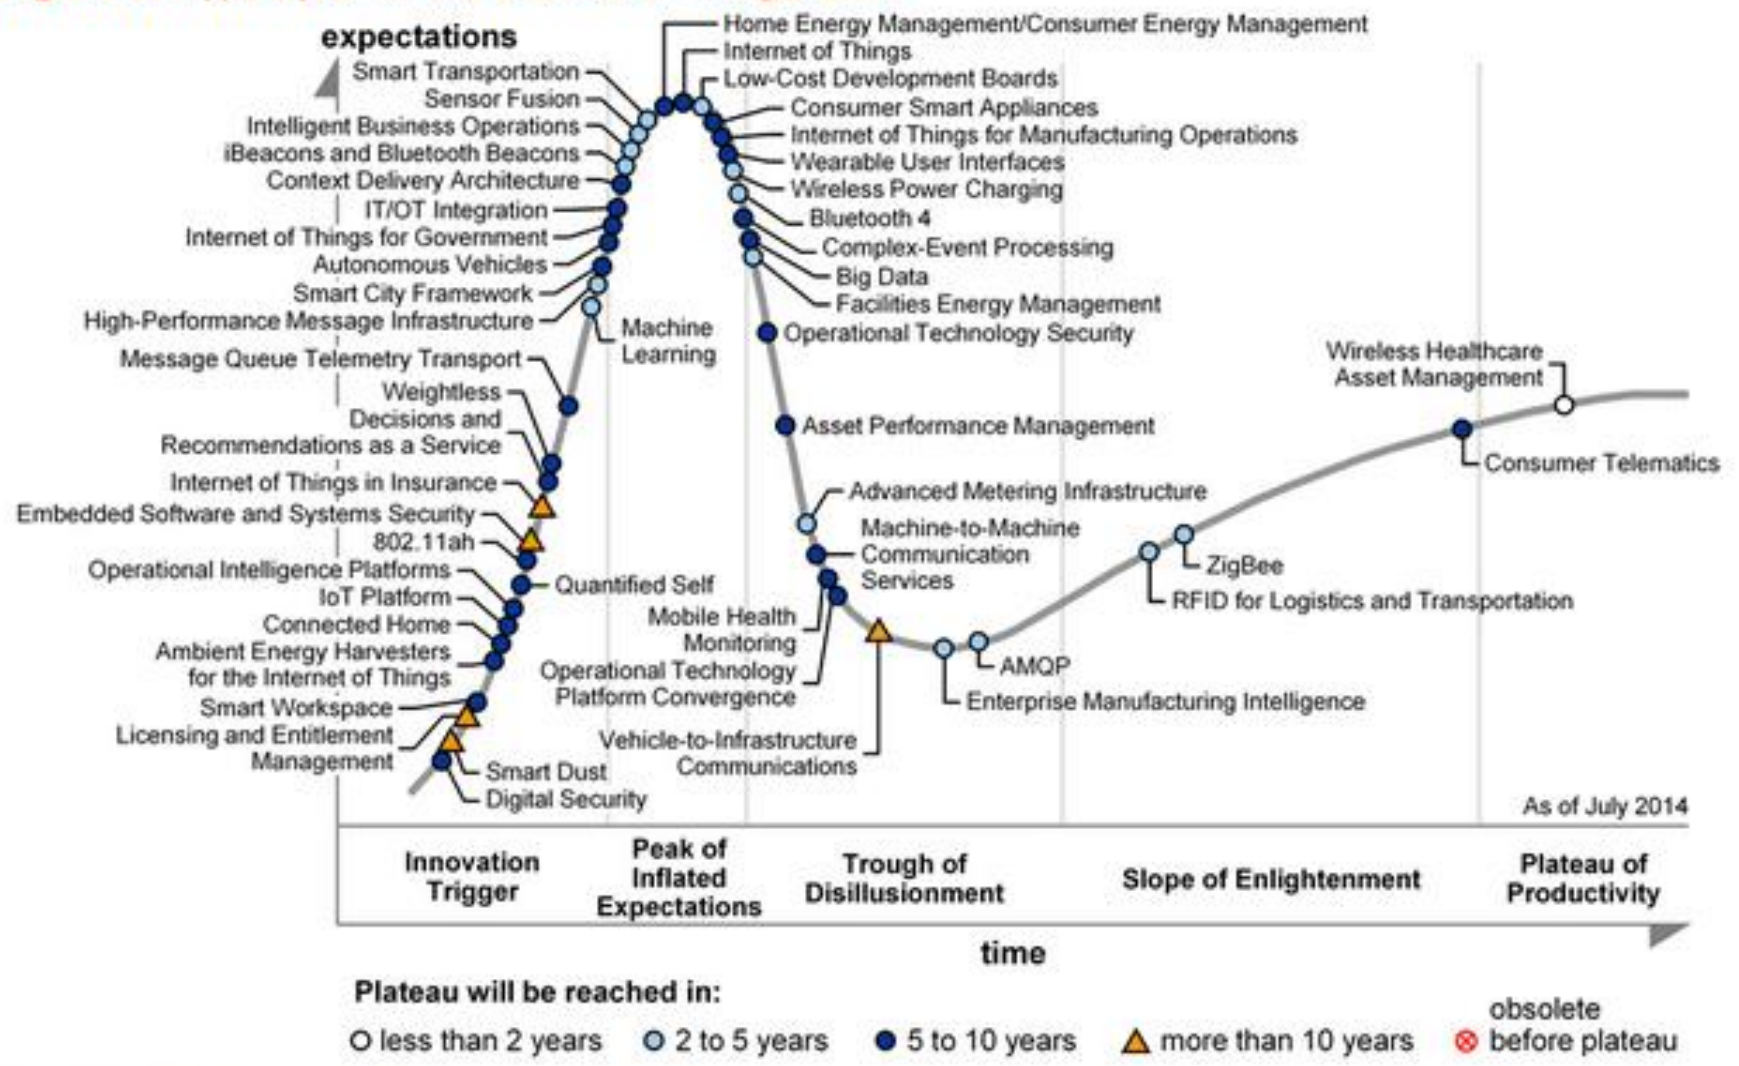 expectations
Home Energy Management/Consumer Energy Management
Internet of Things
Low-Cost Development Boards
Consumer Smart Appliances
Internet of Things for Manufacturing Operations
Wearable User Interfaces
Wireless Power Charging
Bluetooth 4
Complex-Event Processing
Big Data
Facilities Energy Management
Operational Technology Security
Asset Performance Management
Advanced Metering Infrastructure
Machine-to-Machine
Communication
Services
Smart Transportation
Sensor Fusion
Intelligent Business Operations
iBeacons and Bluetooth Beacons
Context Delivery Architecture
IT/OT Integration
Internet of Things for Government
Autonomous Vehicles
Smart City Framework
High-Performance Message Infrastructure
Machine
Learning
Message Queue Telemetry Transport
Weightless
Decisions and
Recommendations as a Service
Internet of Things in Insurance
Embedded Software and Systems Security
802.11ah
Operational Intelligence Platforms
Quantified Self
IoT Platform
Connected Home
Ambient Energy Harvesters
for the Internet of Things
Smart Workspace
Licensing and Entitlement
Management
Smart Dust
Digital Security
Mobile Health
Monitoring
Operational Technology
Platform Convergence
Vehicle-to-Infrastructure
Communications
Enterprise Manufacturing Intelligence
AMQP
RFID for Logistics and Transportation
ZigBee
Wireless Healthcare
Asset Management
Consumer Telematics
As of July 2014
Innovation
Trigger
Peak of
Inflated
Expectations
Trough of
Disillusionment
Slope of Enlightenment
Plateau of
Productivity
time
Plateau will be reached in:
less than 2 years
2 to 5 years
5 to 10 years
more than 10 years
obsolete
before plateau